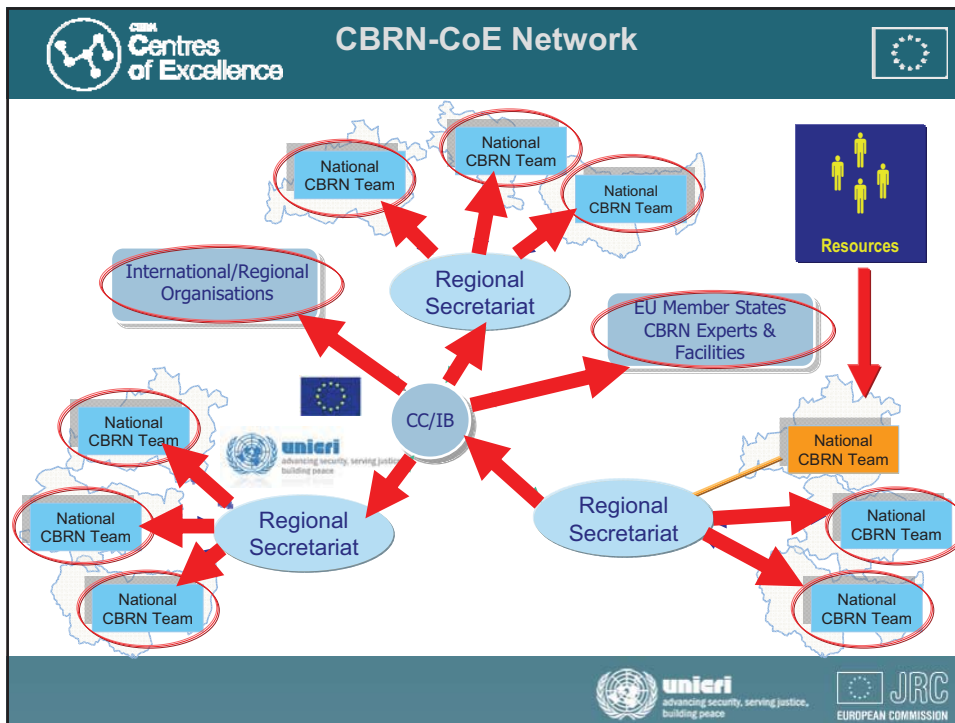 CBRN
Centres
of Excellence
CBRN-CoE Network
National
CBRN Team
National
CBRN Team
National
CBRN Team
Resources
International/Regional
Organisations
Regional
Secretariat
EU Member States
CBRN Experts &
Facilities
CC/IB
National
CBRN Team
unicri
advancing security, serving justice,
building peace
National
CBRN Team
National
CBRN Team
Regional
Secretariat
Regional
Secretariat
National
CBRN Team
National
CBRN Team
National
CBRN Team
unicri
advancing security, serving justice,
building peace
JRC
EUROPEAN COMMISSION